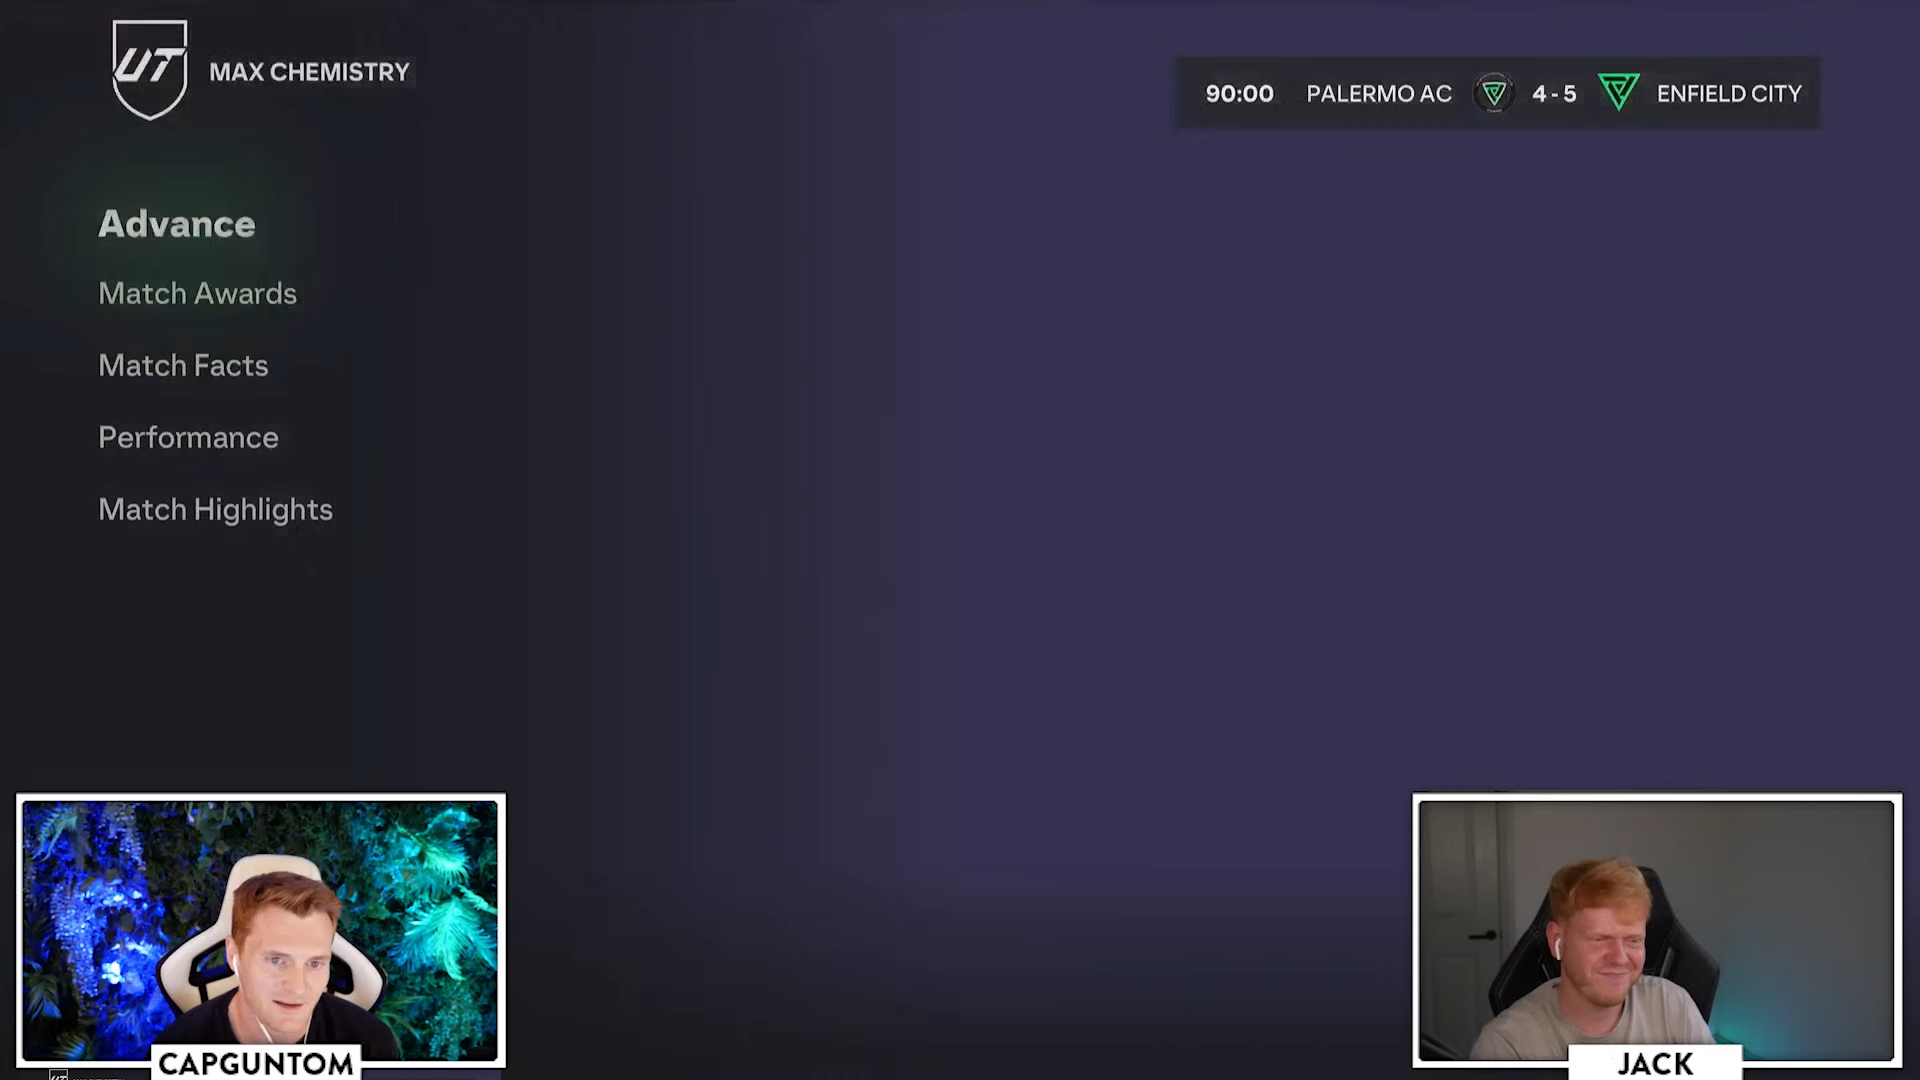 UT MAX CHEMISTRY
90:00 PALERMO AC 4 - 5 ENFIELD CITY
Advance
Match Awards
Match Facts
Performance
Match Highlights
CAPGUNTOM
JACK